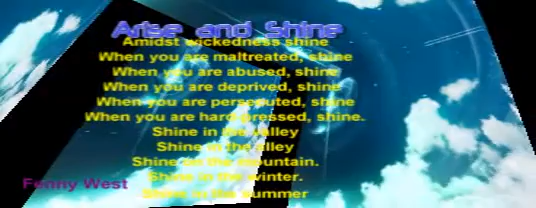 Arise and Shine
Amidst wickedness shine
When you are maltreated, shine
When you are abused, shine
When you are deprived, shine
When you are persecuted, shine
When you are hard pressed, shine.
Shine in the valley
Shine in the alley
Shine on the mountain.
Shine in the winter.
Shine in the summer
Fenny West